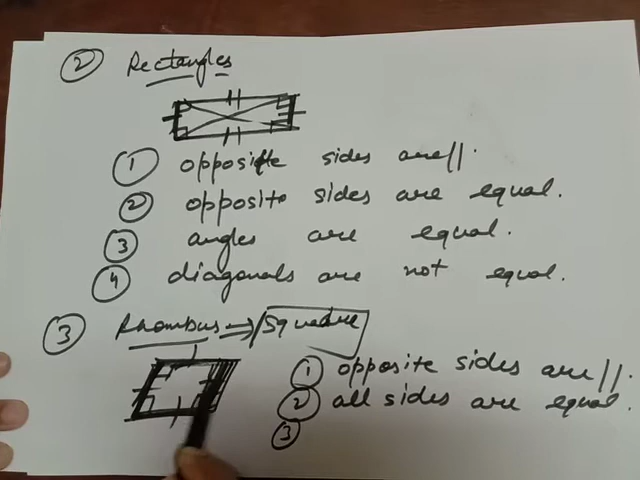 ② Rectangles
① opposite sides are ||.
② opposite sides are equal.
③ angles are equal.
④ diagonals are not equal.
③ Rhombus ⇒ Square
① opposite sides are ||.
② all sides are equal.
③